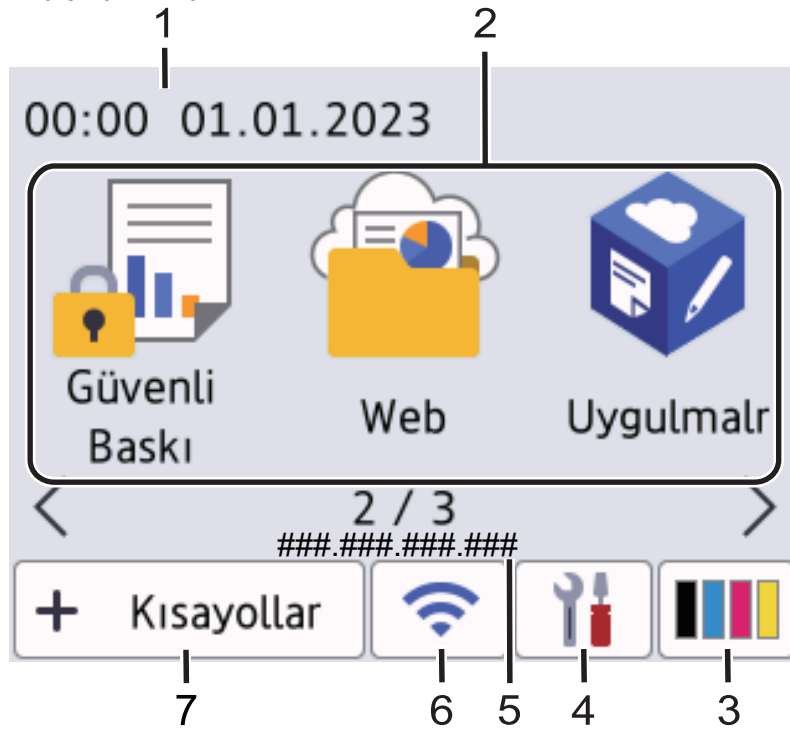 1 2
00:00 01.01.2023
Güvenli
Baskı
Web
Uygulmalr
2 / 3
###.###.###.###
+ Kısayollar
7 6 5 4 3